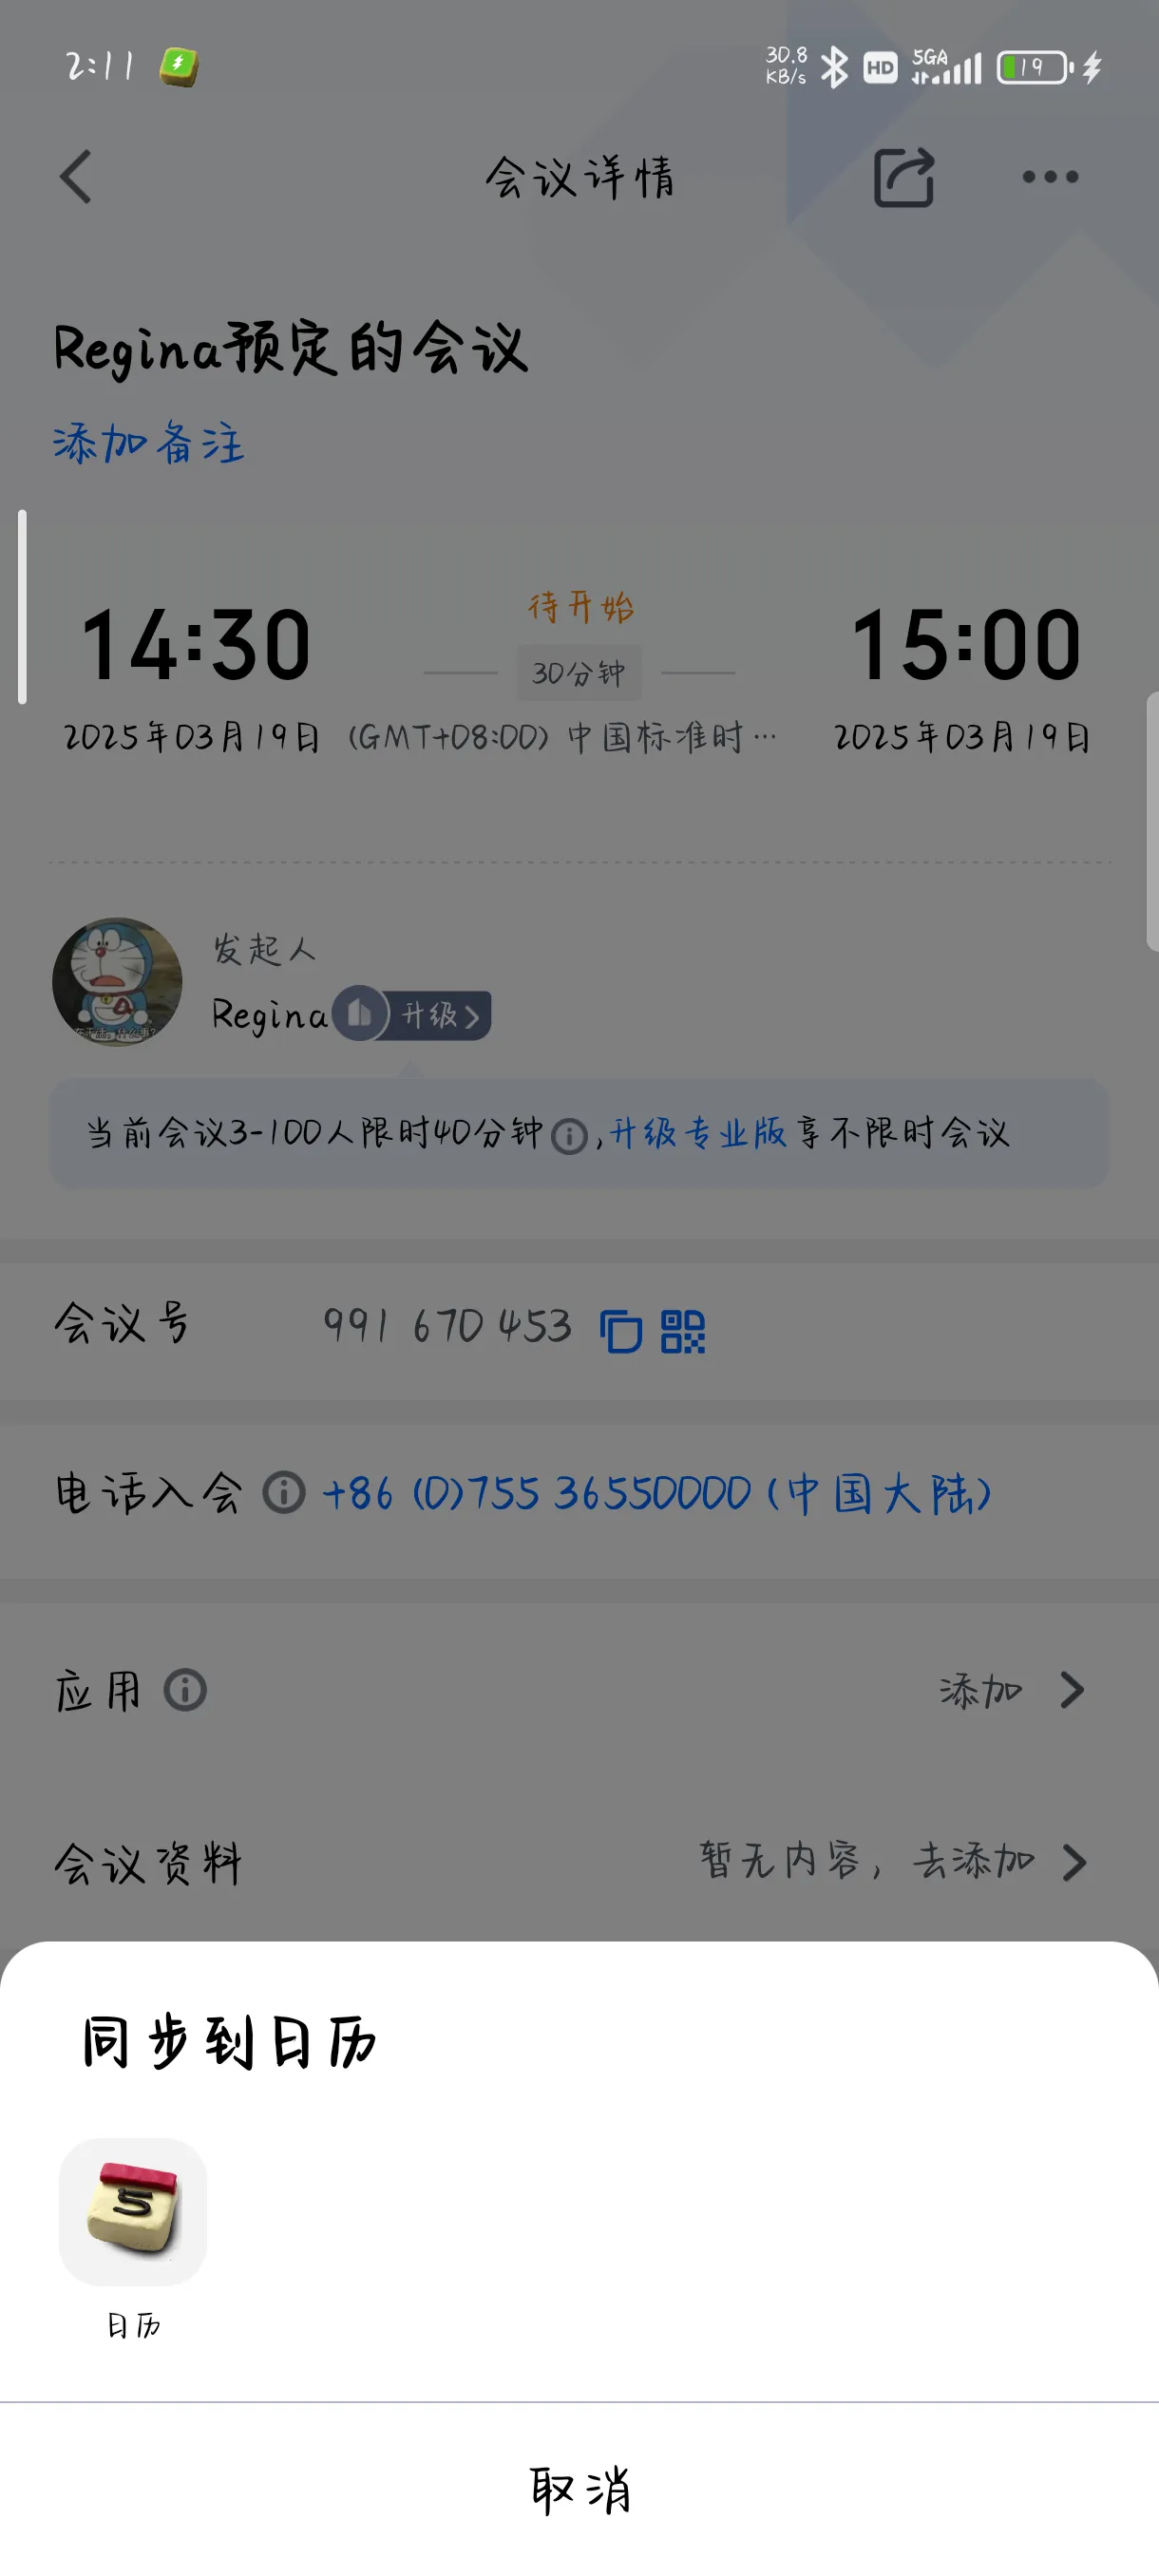 2:11
30.8 KB/s HD 5GA 19
会议详情
Regina预定的会议
添加备注
14:30 待开始 15:00
30分钟
2025年03月19日 (GMT+08:00) 中国标准时··· 2025年03月19日
发起人
Regina 升级
当前会议3-100人限时40分钟,升级专业版享不限时会议
会议号 991 670 453
电话入会 +86 (0)755 36550000 (中国大陆)
应用 添加
会议资料 暂无内容，去添加
同步到日历
5
日历
取消